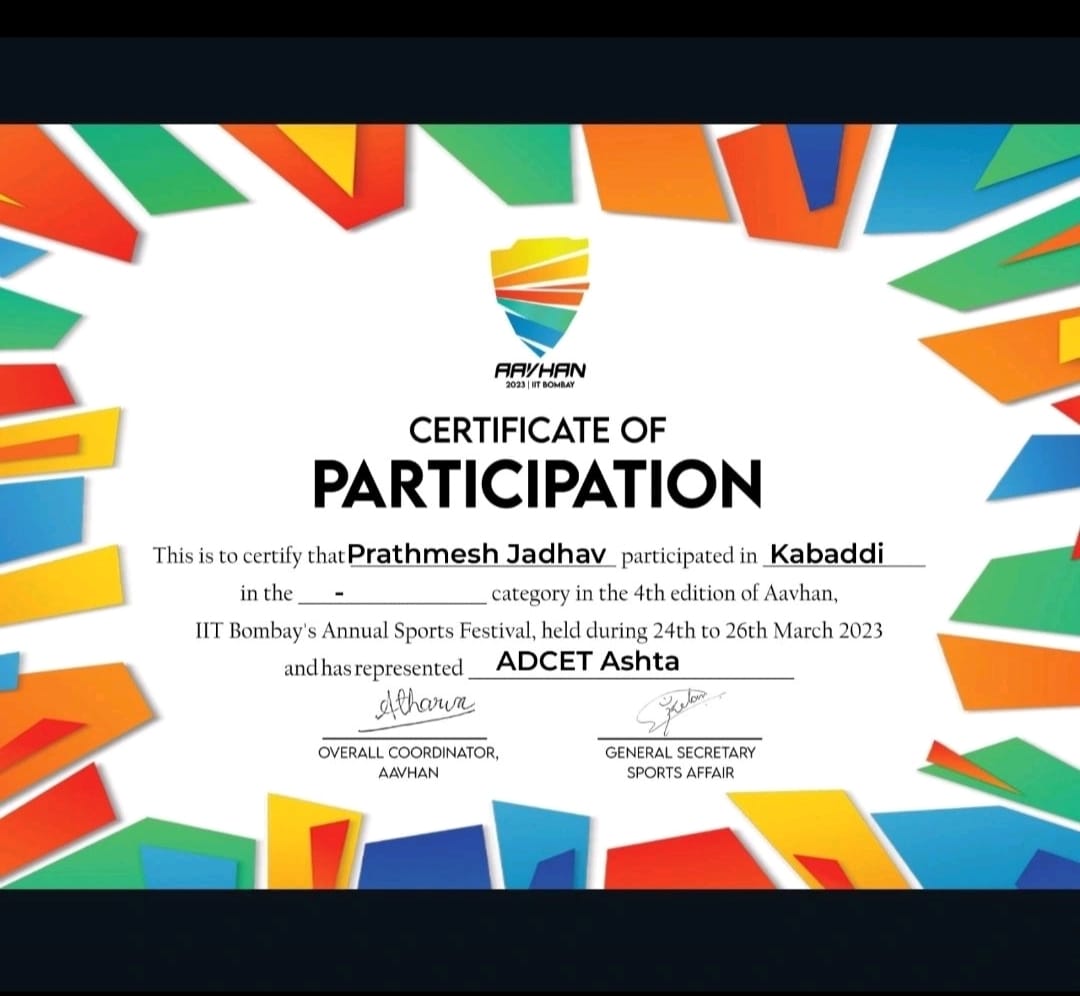 AAVHAN
2023 | IIT BOMBAY
CERTIFICATE OF
PARTICIPATION
This is to certify that Prathmesh Jadhav participated in Kabaddi
in the - category in the 4th edition of Aavhan,
IIT Bombay's Annual Sports Festival, held during 24th to 26th March 2023
and has represented ADCET Ashta
Atharva
OVERALL COORDINATOR,
AAVHAN
GENERAL SECRETARY
SPORTS AFFAIR